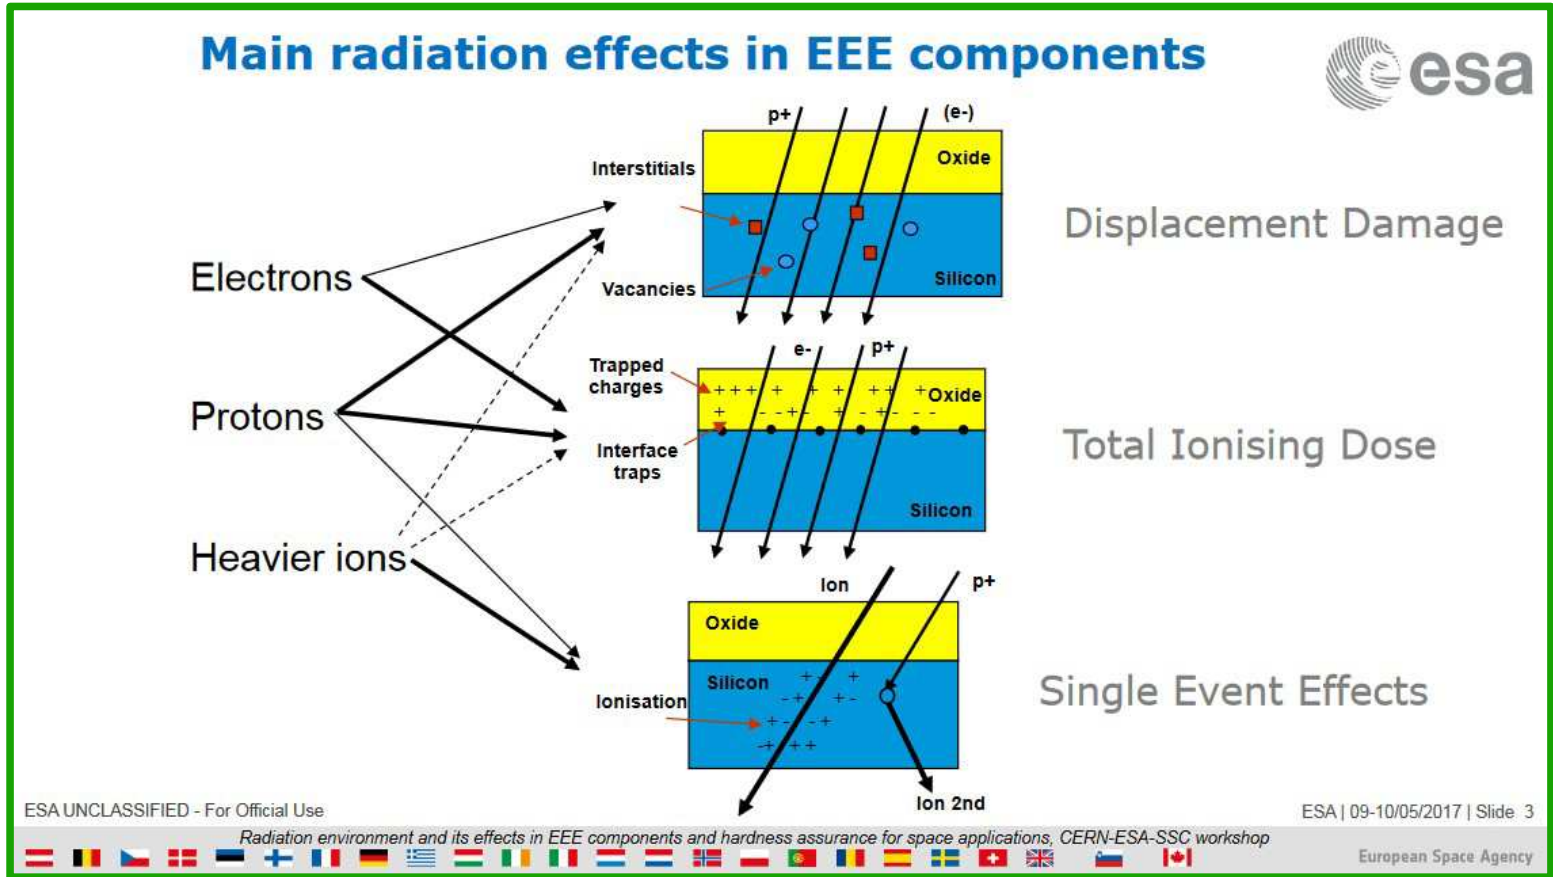 Main radiation effects in EEE components
esa
Electrons
Protons
Heavier ions
p+
(e-)
Interstitials
Oxide
Vacancies
Silicon
Displacement Damage
e-
p+
Trapped
charges
+ + + + + + + + +
Oxide
+ - - + - + - + - - -
Interface
traps
Silicon
Total Ionising Dose
Ion
p+
Oxide
Silicon
+ - +
- + + -
Ionisation
+ - - +
- + + +
Ion 2nd
Single Event Effects
ESA UNCLASSIFIED - For Official Use
ESA | 09-10/05/2017 | Slide 3
Radiation environment and its effects in EEE components and hardness assurance for space applications, CERN-ESA-SSC workshop
European Space Agency